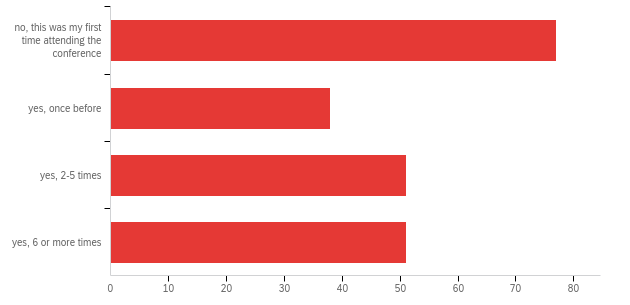 no, this was my first
time attending the
conference
yes, once before
yes, 2-5 times
yes, 6 or more times
0 10 20 30 40 50 60 70 80